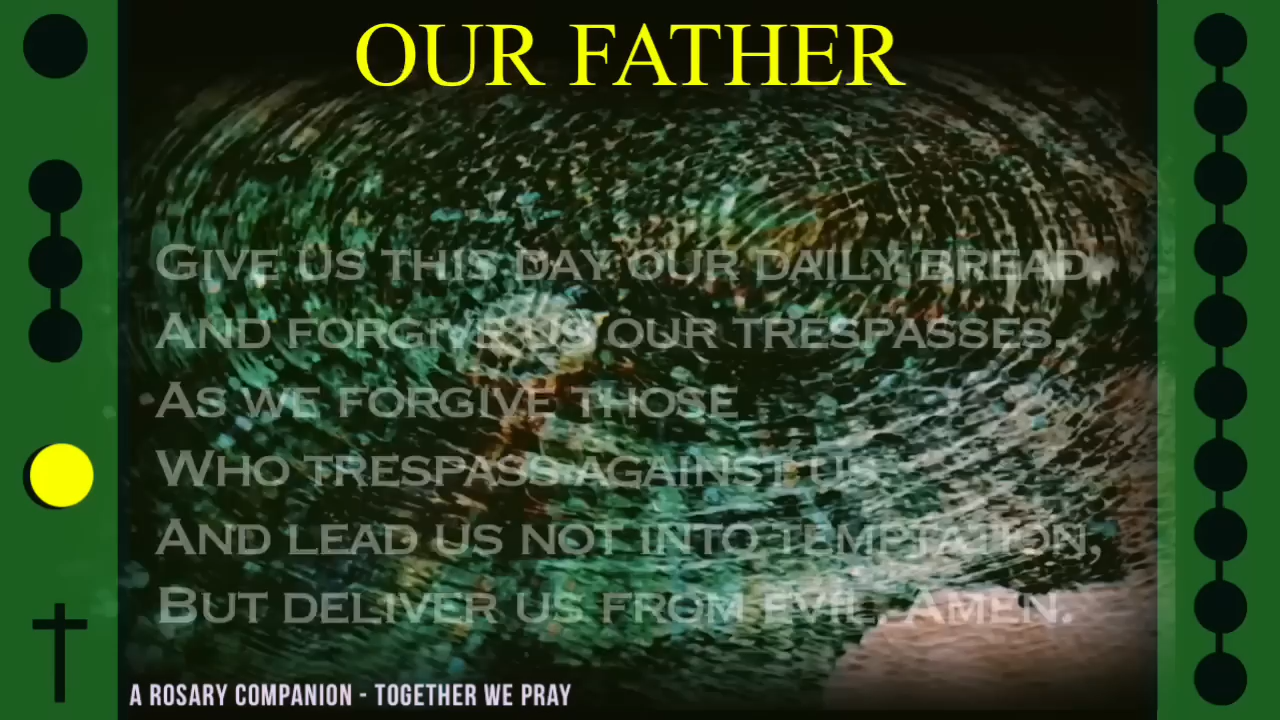 OUR FATHER
GIVE US THIS DAY OUR DAILY BREAD,
AND FORGIVE US OUR TRESPASSES,
AS WE FORGIVE THOSE
WHO TRESPASS AGAINST US.
AND LEAD US NOT INTO TEMPTATION,
BUT DELIVER US FROM EVIL. AMEN.
A ROSARY COMPANION - TOGETHER WE PRAY